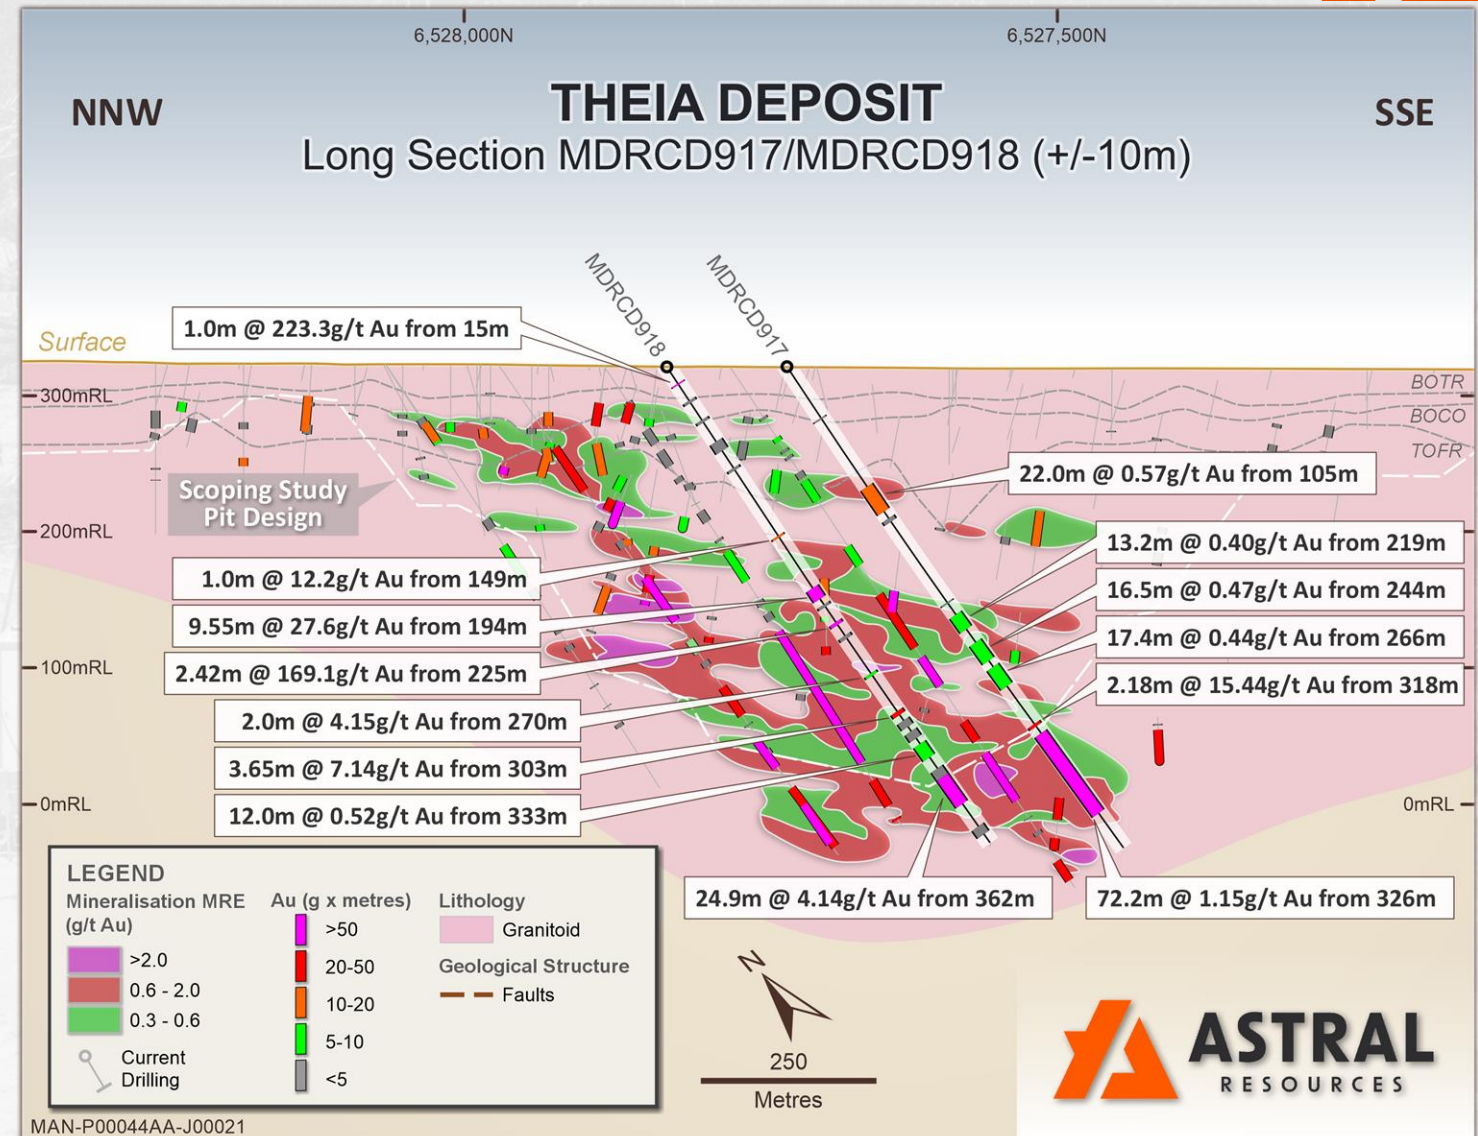 6,528,000N
6,527,500N
NNW
THEIA DEPOSIT
SSE
Long Section MDRCD917/MDRCD918 (+/-10m)
MDRCD918
MDRCD917
1.0m @ 223.3g/t Au from 15m
Surface
300mRL
BOTR
BOCO
TOFR
22.0m @ 0.57g/t Au from 105m
Scoping Study
Pit Design
200mRL
200mRL
13.2m @ 0.40g/t Au from 219m
1.0m @ 12.2g/t Au from 149m
16.5m @ 0.47g/t Au from 244m
9.55m @ 27.6g/t Au from 194m
17.4m @ 0.44g/t Au from 266m
100mRL
2.42m @ 169.1g/t Au from 225m
2.18m @ 15.44g/t Au from 318m
2.0m @ 4.15g/t Au from 270m
3.65m @ 7.14g/t Au from 303m
0mRL
0mRL
12.0m @ 0.52g/t Au from 333m
24.9m @ 4.14g/t Au from 362m
72.2m @ 1.15g/t Au from 326m
LEGEND
Mineralisation MRE
(g/t Au)
>2.0
0.6 - 2.0
0.3 - 0.6
Current
Drilling
Au (g x metres)
>50
20-50
10-20
5-10
<5
Lithology
Granitoid
Geological Structure
Faults
N
250
Metres
ASTRAL
RESOURCES
MAN-P00044AA-J00021